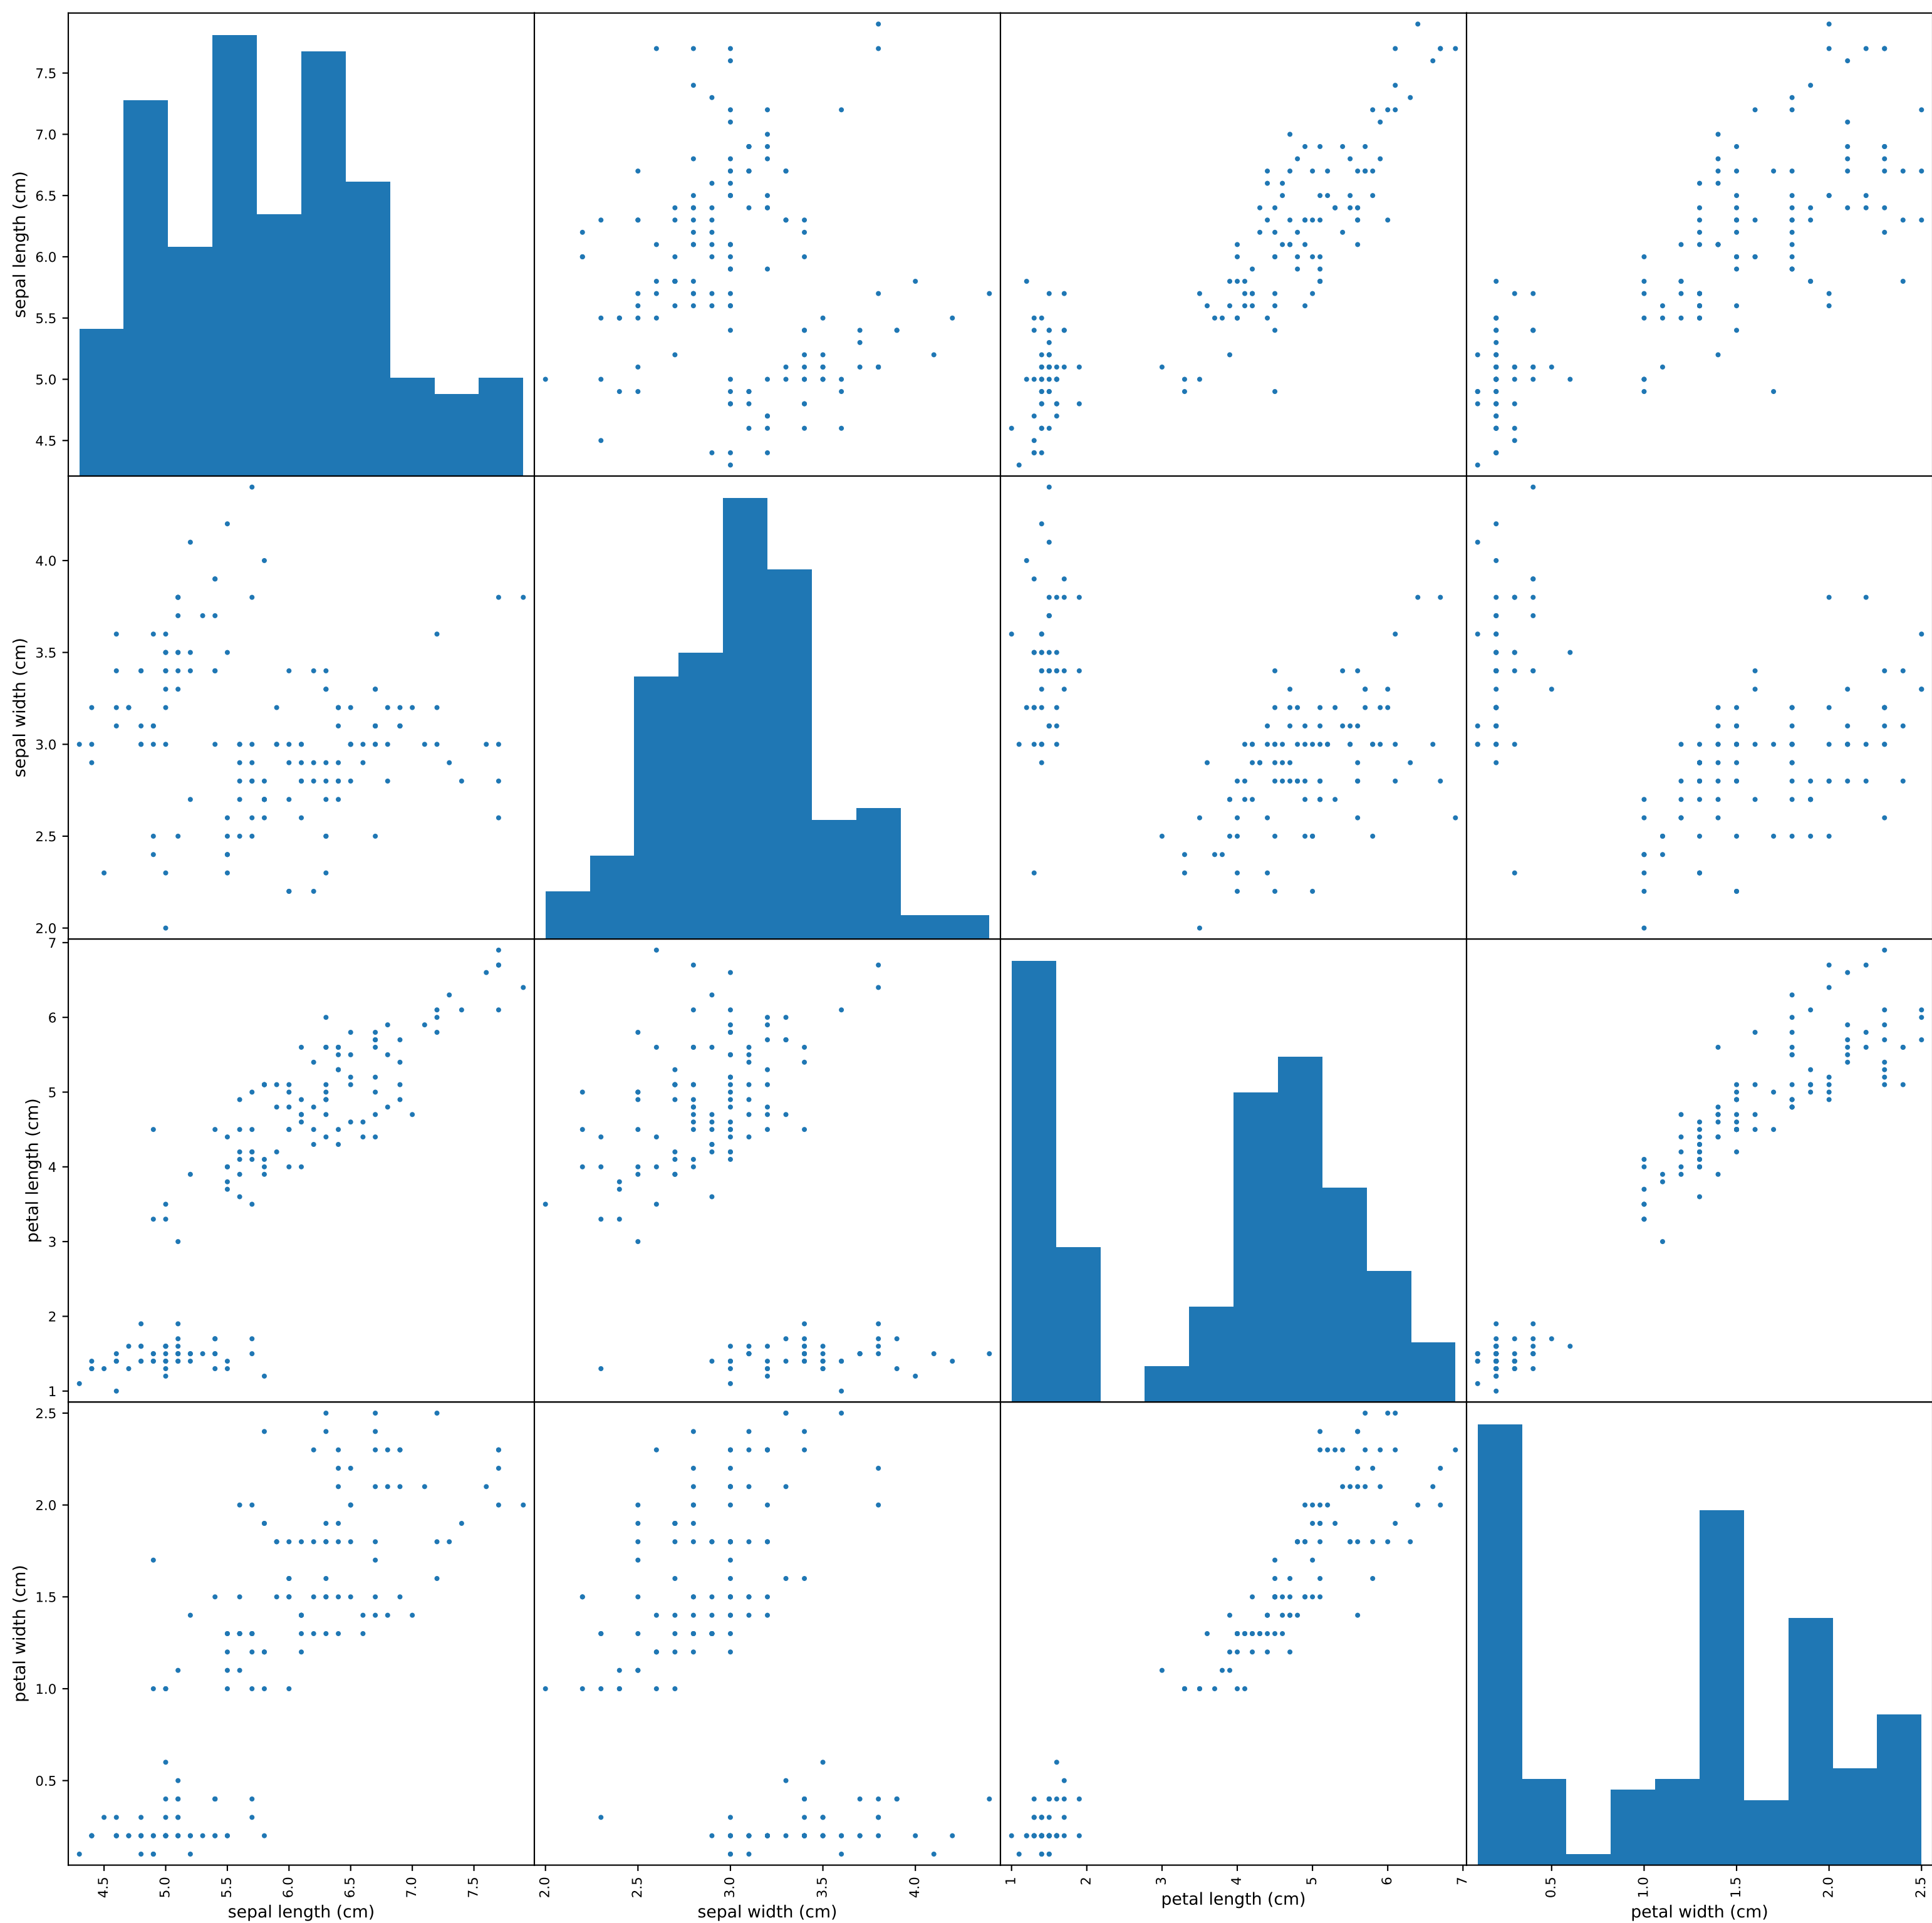 sepal length (cm)
7.5
7.0
6.5
6.0
5.5
5.0
4.5
sepal width (cm)
4.0
3.5
3.0
2.5
2.0
petal length (cm)
7
6
5
4
3
2
1
petal width (cm)
2.5
2.0
1.5
1.0
0.5
4.5 5.0 5.5 6.0 6.5 7.0 7.5
sepal length (cm)
2.0 2.5 3.0 3.5 4.0
sepal width (cm)
1 2 3 4 5 6 7
petal length (cm)
0.5 1.0 1.5 2.0 2.5
petal width (cm)